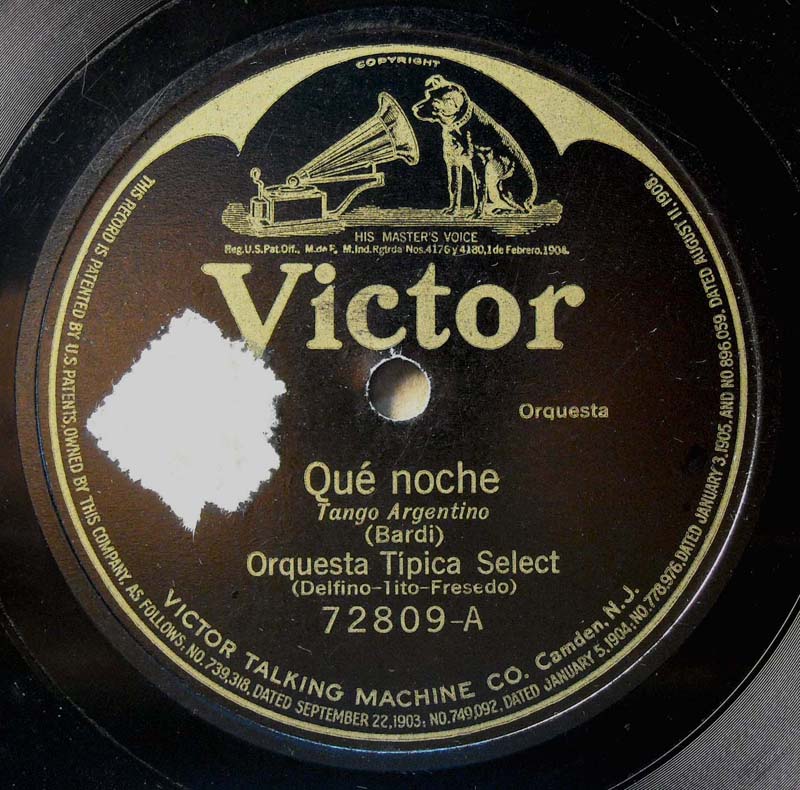 COPYRIGHT
HIS MASTER'S VOICE
Reg. U.S. Pat. Off., M. de F., M. Ind. Rgtrda Nos. 4176 y 4180, 1 de Febrero, 1908.
Victor
Orquesta
Qué noche
Tango Argentino
(Bardi)
Orquesta Típica Select
(Delfino-Tito-Fresedo)
72809-A
VICTOR TALKING MACHINE CO. Camden, N.J.
THIS RECORD IS PATENTED BY U.S. PATENTS, OWNED BY THIS COMPANY, AS FOLLOWS: NO. 739,318, DATED SEPTEMBER 22, 1903; NO. 749,092, DATED JANUARY 5, 1904; NO. 778,976, DATED JANUARY 3, 1905, AND NO. 896,059, DATED AUGUST 11, 1908.